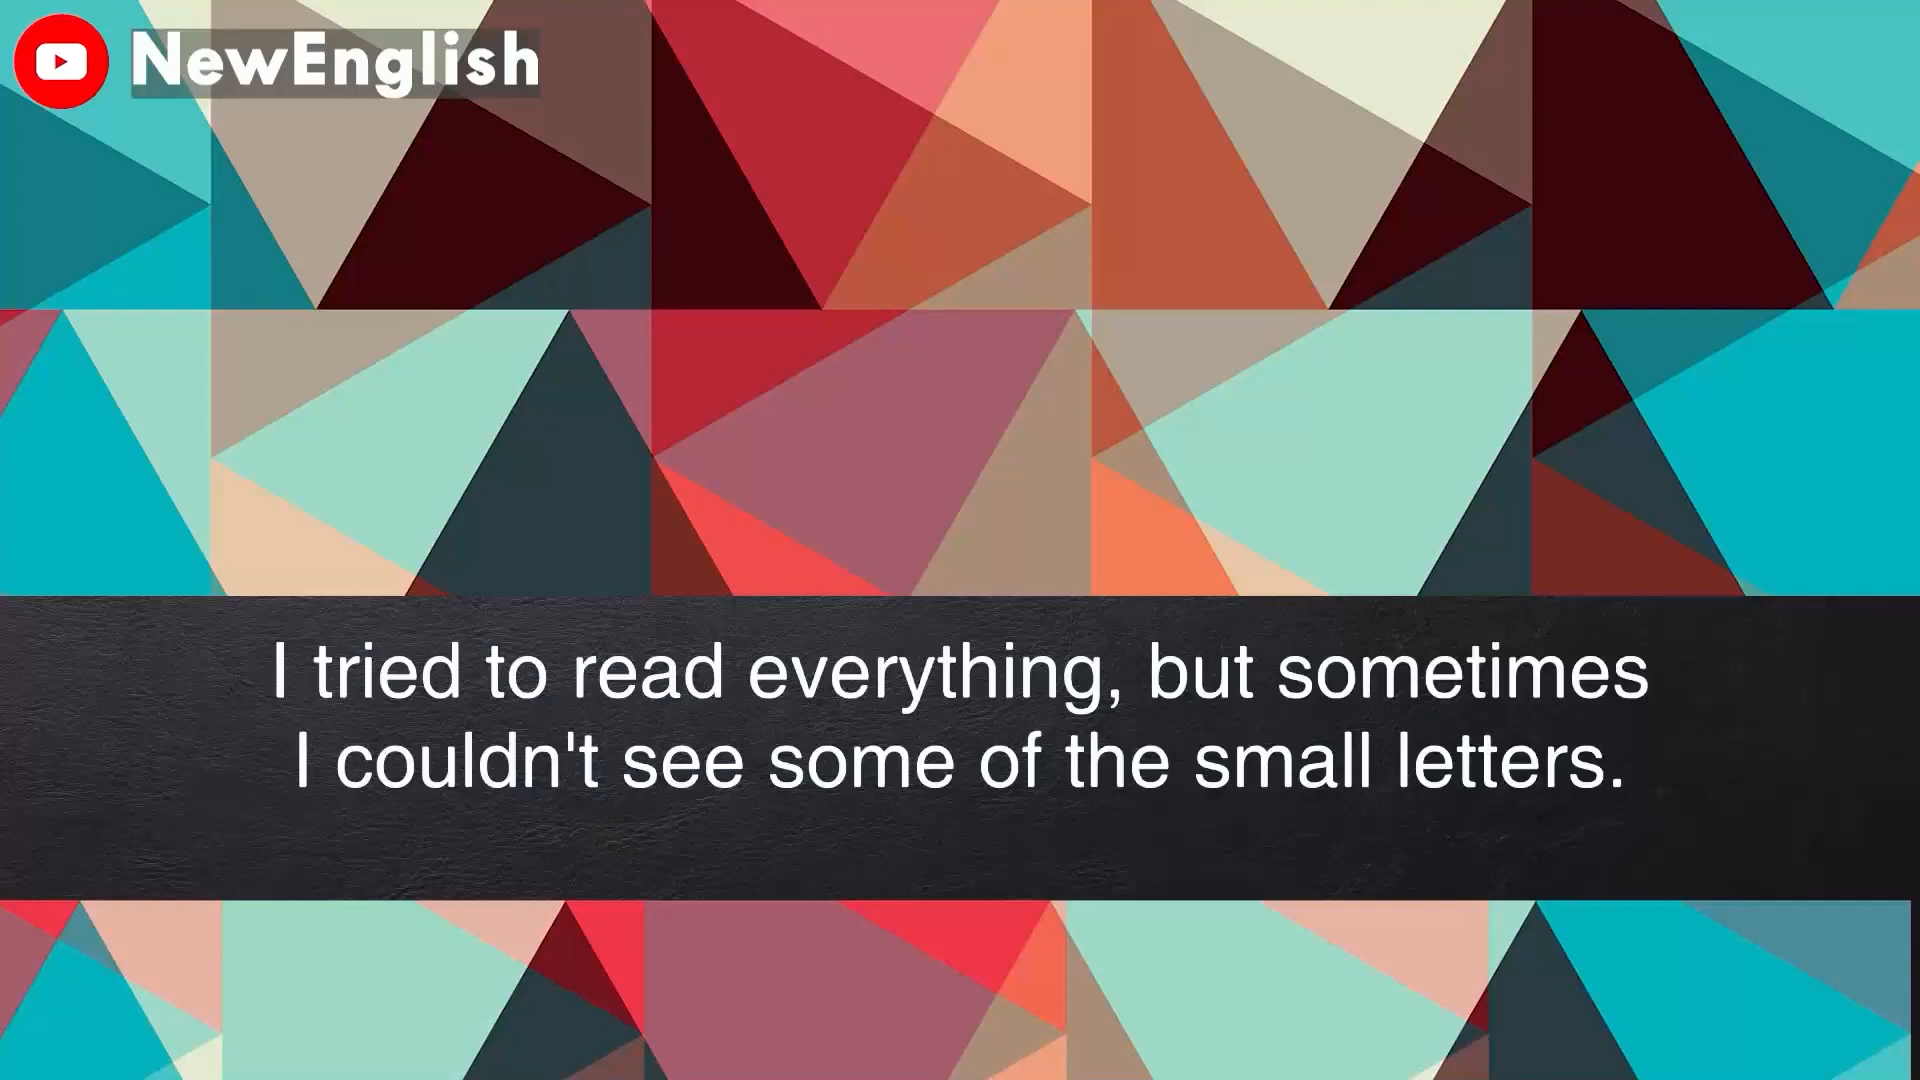 NewEnglish
I tried to read everything, but sometimes
I couldn't see some of the small letters.